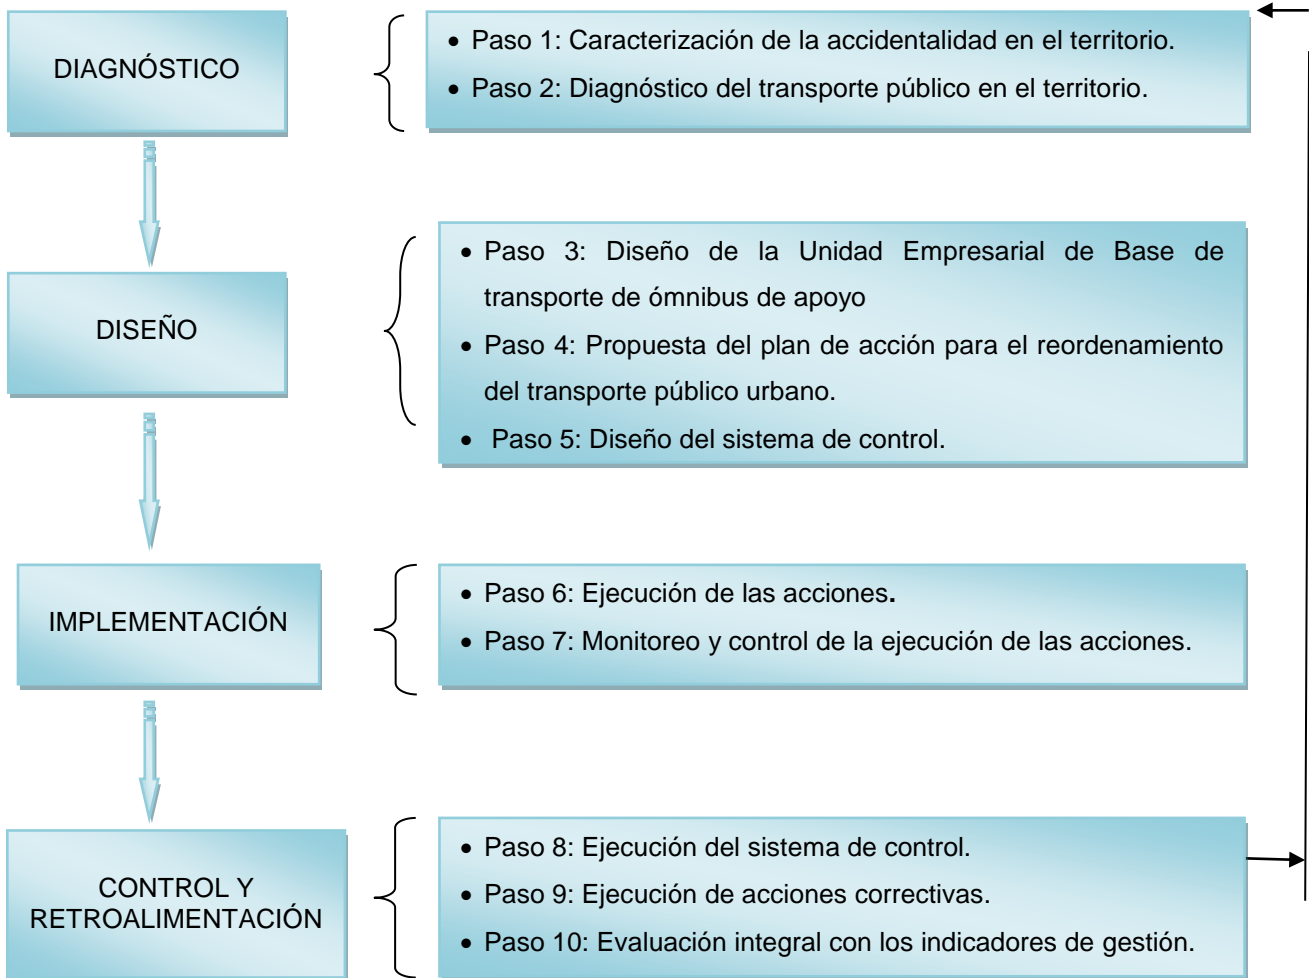 DIAGNÓSTICO
• Paso 1: Caracterización de la accidentalidad en el territorio.
• Paso 2: Diagnóstico del transporte público en el territorio.
DISEÑO
• Paso 3: Diseño de la Unidad Empresarial de Base de
transporte de ómnibus de apoyo
• Paso 4: Propuesta del plan de acción para el reordenamiento
del transporte público urbano.
• Paso 5: Diseño del sistema de control.
IMPLEMENTACIÓN
• Paso 6: Ejecución de las acciones.
• Paso 7: Monitoreo y control de la ejecución de las acciones.
CONTROL Y
RETROALIMENTACIÓN
• Paso 8: Ejecución del sistema de control.
• Paso 9: Ejecución de acciones correctivas.
• Paso 10: Evaluación integral con los indicadores de gestión.